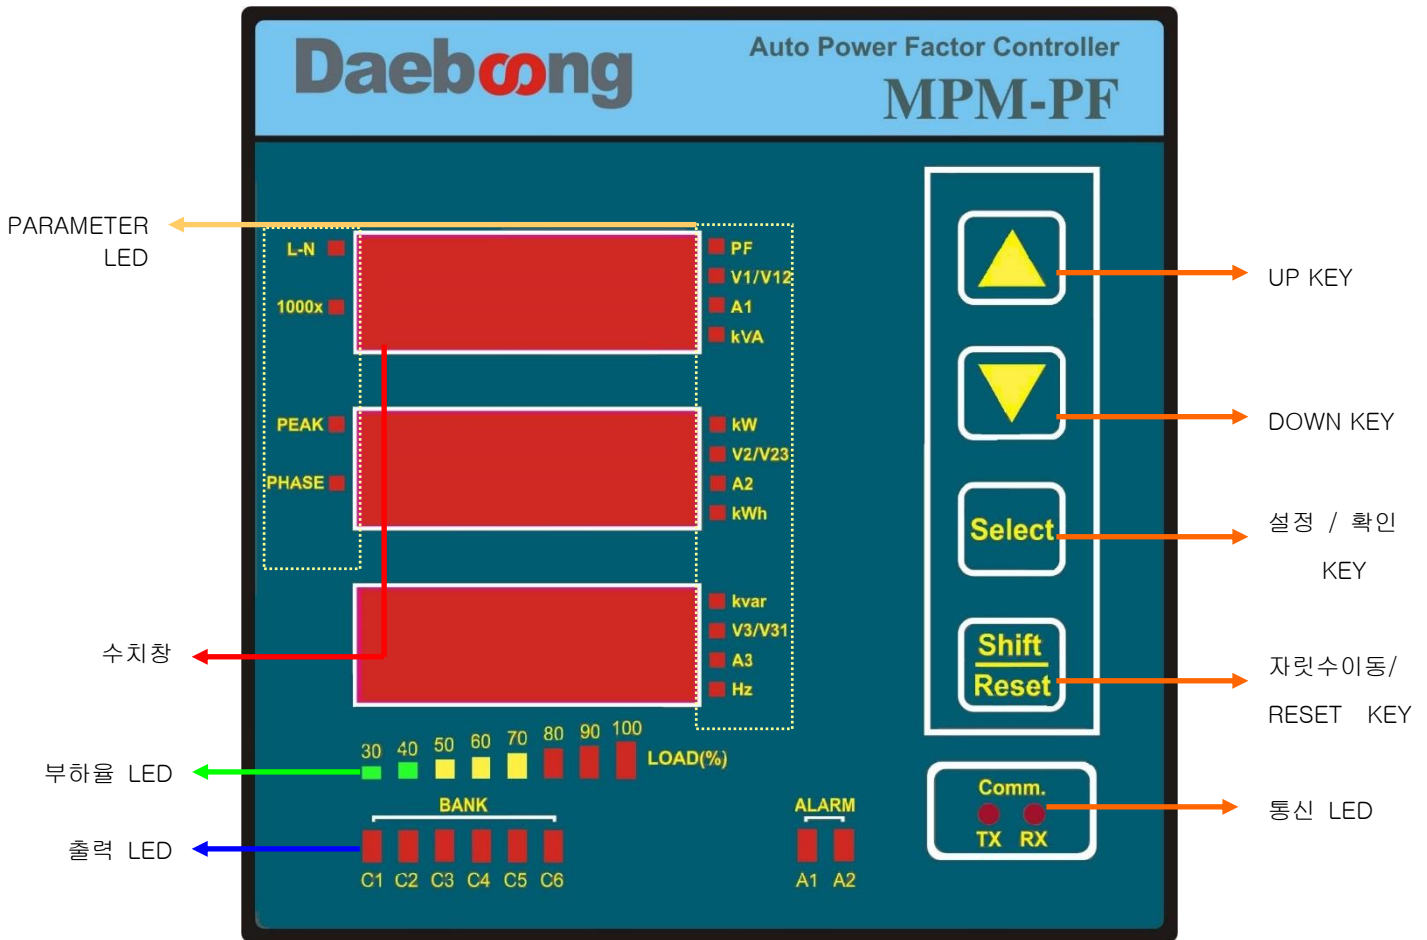 Daeboong
Auto Power Factor Controller
MPM-PF
PARAMETER
LED
L-N
1000x
PF
V1/V12
A1
kVA
PEAK
PHASE
kW
V2/V23
A2
kWh
kvar
V3/V31
A3
Hz
수치창
30 40 50 60 70 80 90 100
LOAD(%)
부하율 LED
BANK
출력 LED
C1 C2 C3 C4 C5 C6
ALARM
A1 A2
UP KEY
DOWN KEY
Select
설정 / 확인
KEY
Shift
Reset
자릿수이동/
RESET KEY
Comm.
TX RX
통신 LED